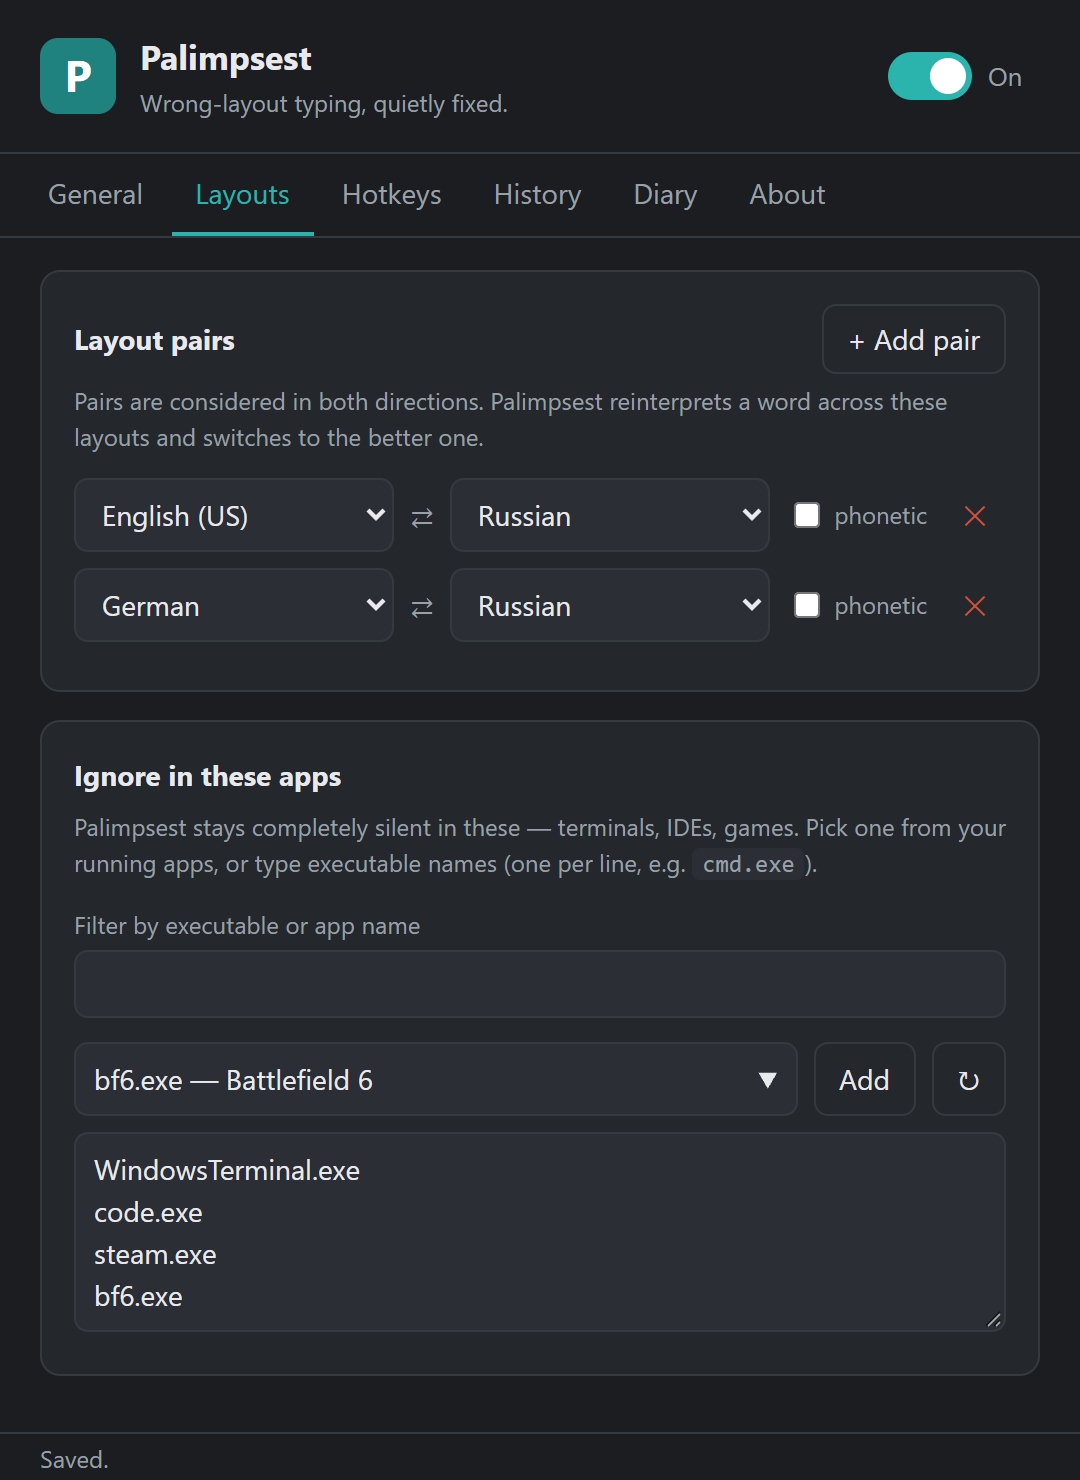 P
Palimpsest
Wrong-layout typing, quietly fixed.
On
General Layouts Hotkeys History Diary About
Layout pairs
+ Add pair
Pairs are considered in both directions. Palimpsest reinterprets a word across these
layouts and switches to the better one.
English (US) ⇄ Russian phonetic ×
German ⇄ Russian phonetic ×
Ignore in these apps
Palimpsest stays completely silent in these — terminals, IDEs, games. Pick one from your
running apps, or type executable names (one per line, e.g. cmd.exe ).
Filter by executable or app name
bf6.exe — Battlefield 6 ▼ Add ↻
WindowsTerminal.exe
code.exe
steam.exe
bf6.exe
Saved.